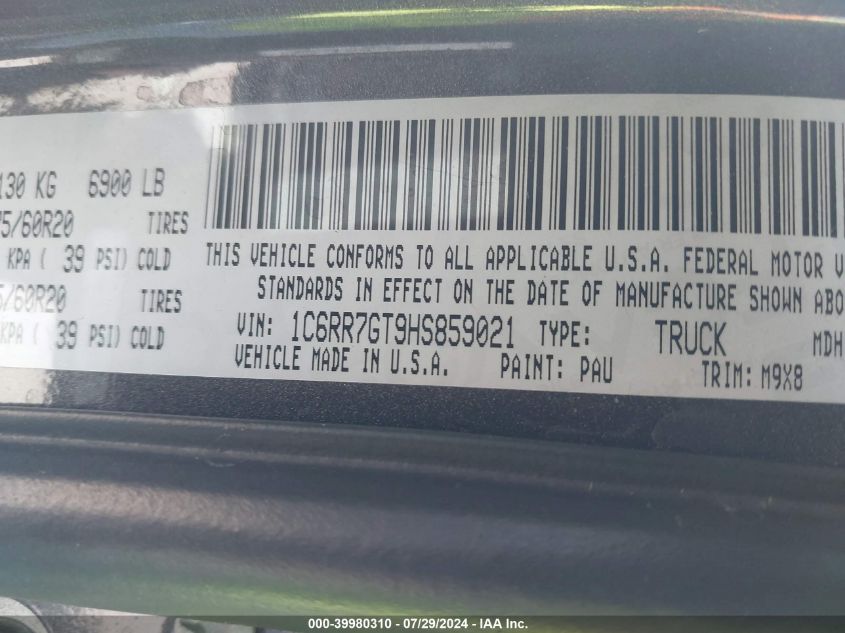 130 KG 6900 LB
5/60R20 TIRES
KPA ( 39 PSI) COLD
5/60R20 TIRES
KPA ( 39 PSI) COLD
THIS VEHICLE CONFORMS TO ALL APPLICABLE U.S.A. FEDERAL MOTOR V
STANDARDS IN EFFECT ON THE DATE OF MANUFACTURE SHOWN ABO
VIN: 1C6RR7GT9HS859021 TYPE: TRUCK MDH
VEHICLE MADE IN U.S.A. PAINT: PAU TRIM: M9X8
000-39980310 - 07/29/2024 - IAA Inc.